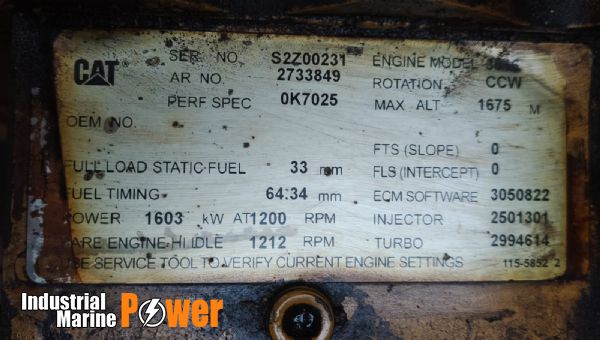 CAT
SER. NO. S2Z00231 ENGINE MODEL
AR NO. 2733849 ROTATION CCW
PERF SPEC 0K7025 MAX ALT 1675 M
OEM NO.
FTS (SLOPE) 0
FULL LOAD STATIC FUEL 33 mm FLS (INTERCEPT) 0
FUEL TIMING 64.34 mm ECM SOFTWARE 3050822
POWER 1603 kW AT 1200 RPM INJECTOR 2501301
ENGINE HI IDLE 1212 RPM TURBO 2994614
SERVICE TOOL TO VERIFY CURRENT ENGINE SETTINGS 115-5852 2
Industrial Marine Power